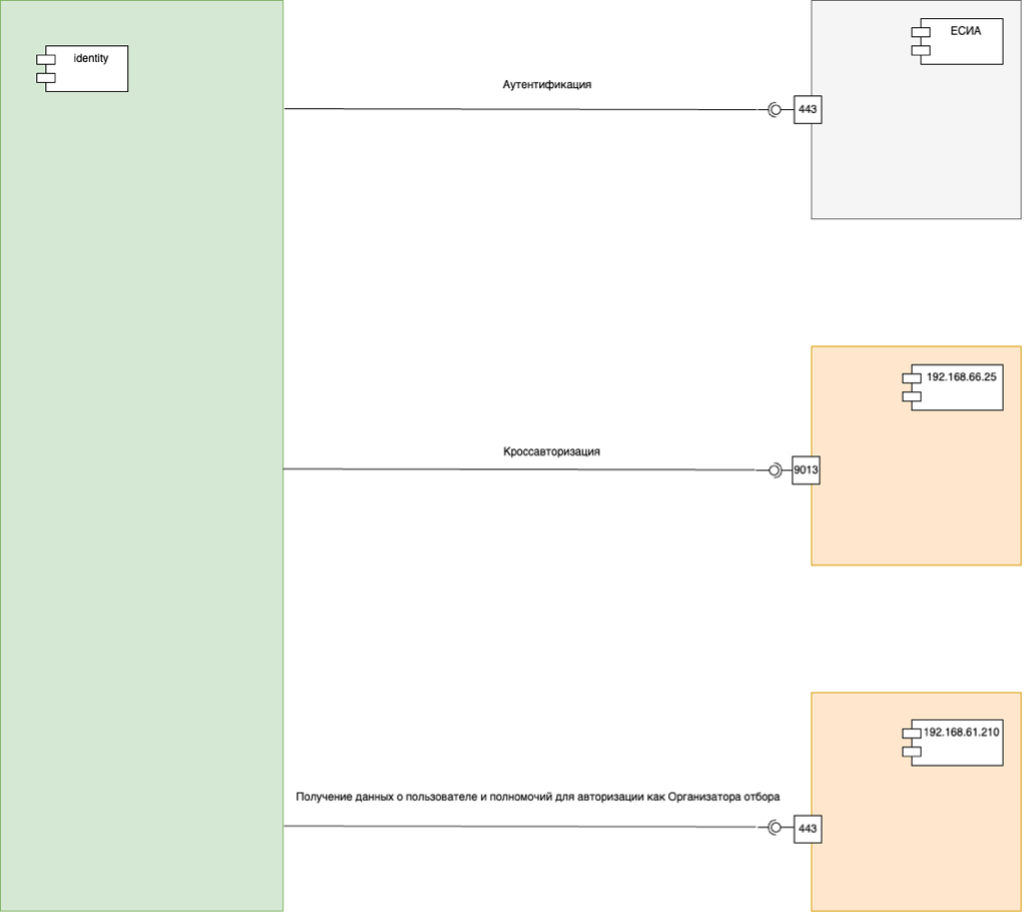 identity
ЕСИА
Аутентификация
443
192.168.66.25
Кроссавторизация
9013
192.168.61.210
Получение данных о пользователе и полномочий для авторизации как Организатора отбора
443